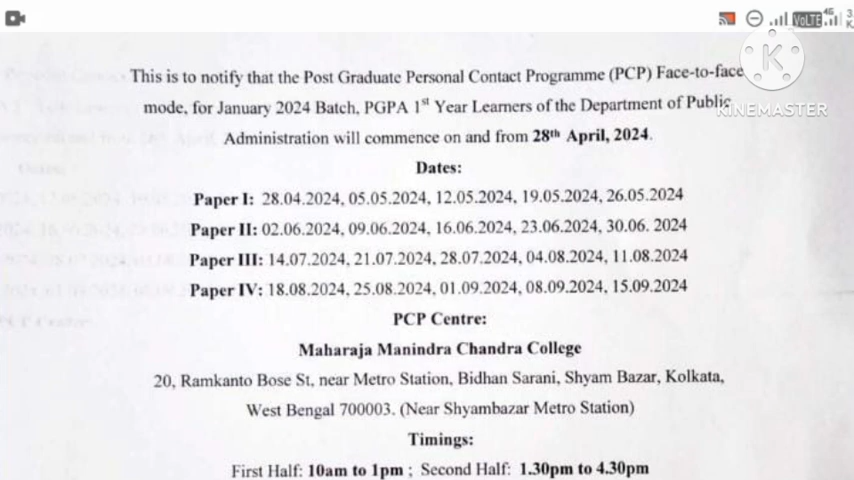 4G
VoLTE
K
KINEMASTER
This is to notify that the Post Graduate Personal Contact Programme (PCP) Face-to-face
mode, for January 2024 Batch, PGPA 1st Year Learners of the Department of Public
Administration will commence on and from 28th April, 2024.
Dates:
Paper I: 28.04.2024, 05.05.2024, 12.05.2024, 19.05.2024, 26.05.2024
Paper II: 02.06.2024, 09.06.2024, 16.06.2024, 23.06.2024, 30.06. 2024
Paper III: 14.07.2024, 21.07.2024, 28.07.2024, 04.08.2024, 11.08.2024
Paper IV: 18.08.2024, 25.08.2024, 01.09.2024, 08.09.2024, 15.09.2024
PCP Centre:
Maharaja Manindra Chandra College
20, Ramkanto Bose St, near Metro Station, Bidhan Sarani, Shyam Bazar, Kolkata,
West Bengal 700003. (Near Shyambazar Metro Station)
Timings:
First Half: 10am to 1pm ; Second Half: 1.30pm to 4.30pm